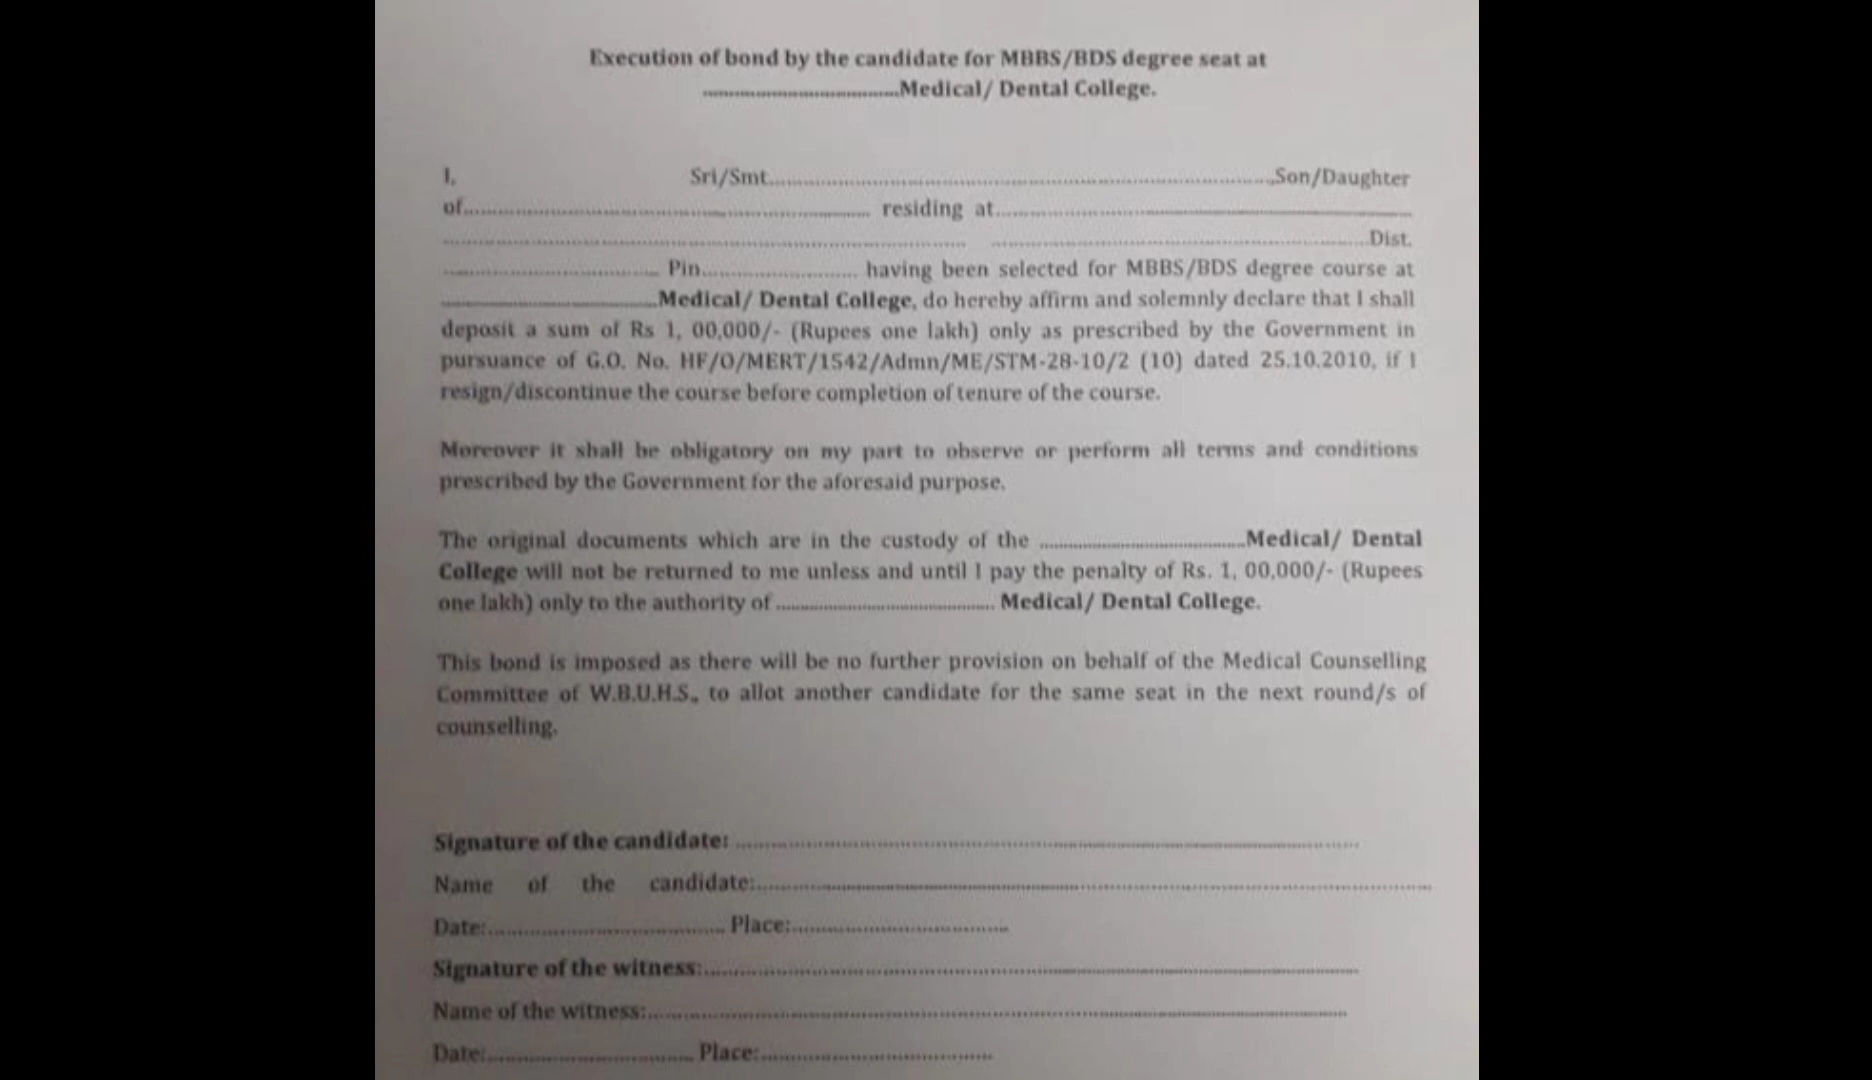 Execution of bond by the candidate for MBBS/BDS degree seat at
........................................Medical/ Dental College.
I, Sri/Smt..........................................................................................Son/Daughter
of.......................................................................... residing at..........................................................................
............................................................................................... .....................................................................Dist.
........................................ Pin............................ having been selected for MBBS/BDS degree course at
........................................Medical/ Dental College, do hereby affirm and solemnly declare that I shall
deposit a sum of Rs 1, 00,000/- (Rupees one lakh) only as prescribed by the Government in
pursuance of G.O. No. HF/O/MERT/1542/Admn/ME/STM-28-10/2 (10) dated 25.10.2010, if I
resign/discontinue the course before completion of tenure of the course.
Moreover it shall be obligatory on my part to observe or perform all terms and conditions
prescribed by the Government for the aforesaid purpose.
The original documents which are in the custody of the ........................................Medical/ Dental
College will not be returned to me unless and until I pay the penalty of Rs. 1, 00,000/- (Rupees
one lakh) only to the authority of ........................................ Medical/ Dental College.
This bond is imposed as there will be no further provision on behalf of the Medical Counselling
Committee of W.B.U.H.S., to allot another candidate for the same seat in the next round/s of
counselling.
Signature of the candidate: ..............................................................................................................
Name of the candidate:..............................................................................................................
Date:........................................... Place:........................................
Signature of the witness:..............................................................................................................
Name of the witness:..............................................................................................................
Date:...................................... Place:..........................................